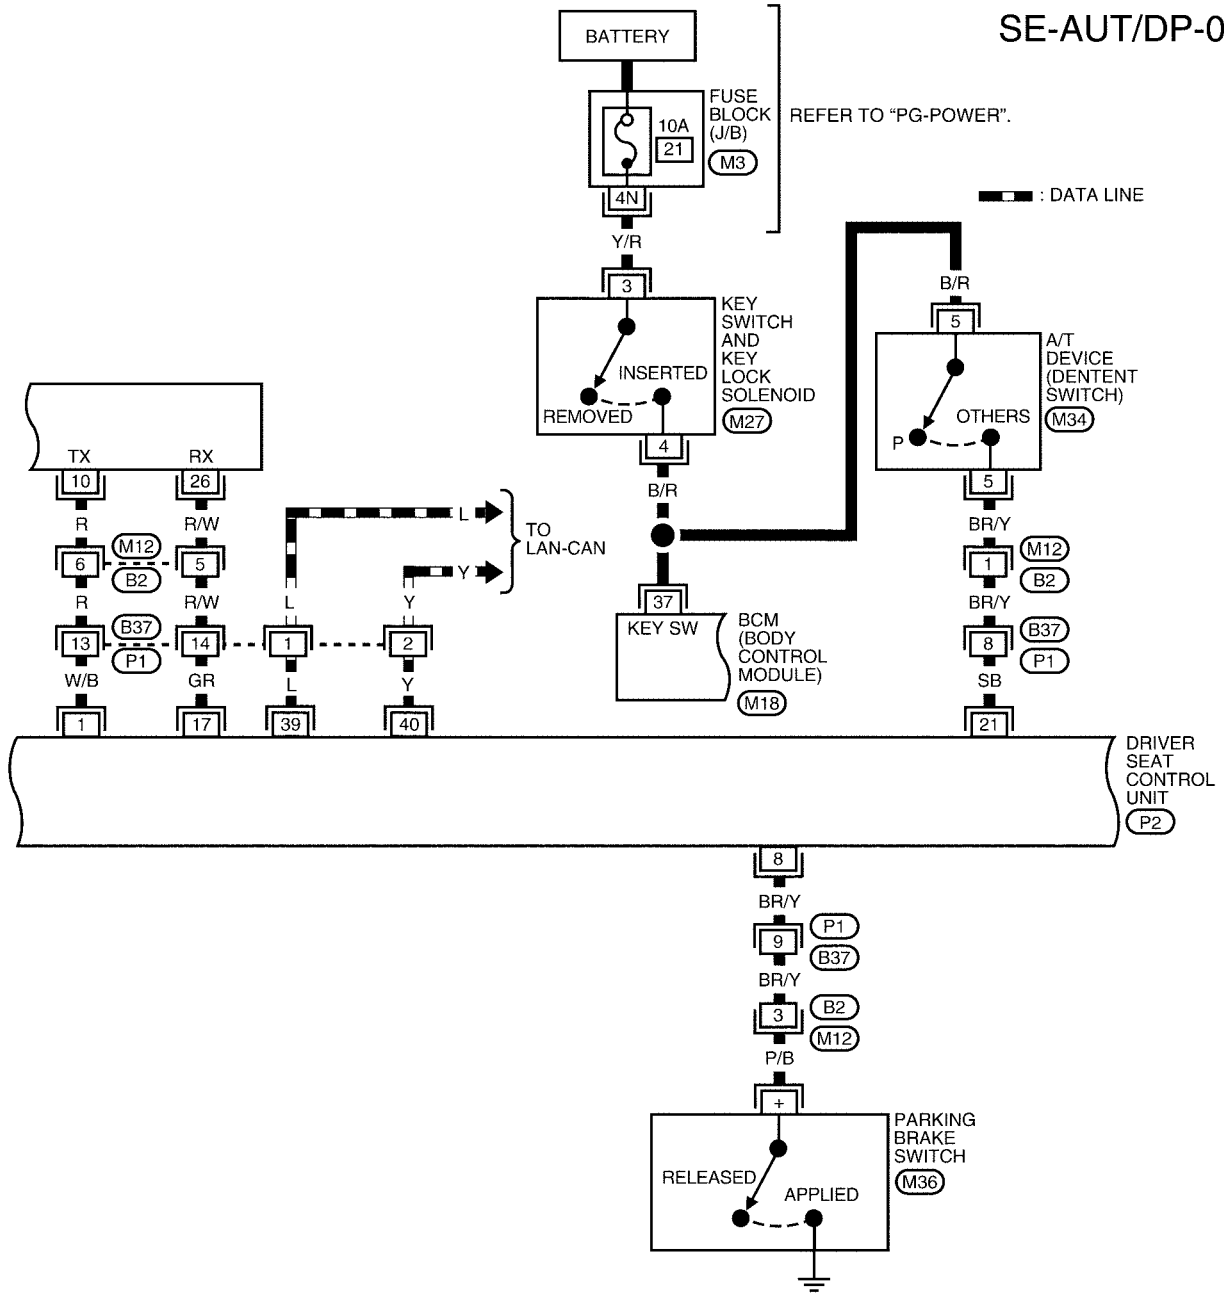 SE-AUT/DP-0
BATTERY
FUSE
BLOCK
(J/B)
M3
10A
21
REFER TO “PG-POWER”.
4N
: DATA LINE
Y/R
3
KEY
SWITCH
AND
KEY
LOCK
SOLENOID
M27
INSERTED
REMOVED
4
B/R
B/R
5
A/T
DEVICE
(DENTENT
SWITCH)
M34
OTHERS
P
5
TX
RX
10
26
R
R/W
M12
6
5
B2
R
R/W
B37
13
14
P1
W/B
GR
1
17
L
Y
TO
LAN-CAN
L
Y
1
2
L
Y
39
40
37
KEY SW
BCM
(BODY
CONTROL
MODULE)
M18
BR/Y
M12
1
B2
BR/Y
B37
8
P1
SB
21
DRIVER
SEAT
CONTROL
UNIT
P2
8
BR/Y
P1
9
B37
BR/Y
B2
3
M12
P/B
+
PARKING
BRAKE
SWITCH
M36
RELEASED
APPLIED